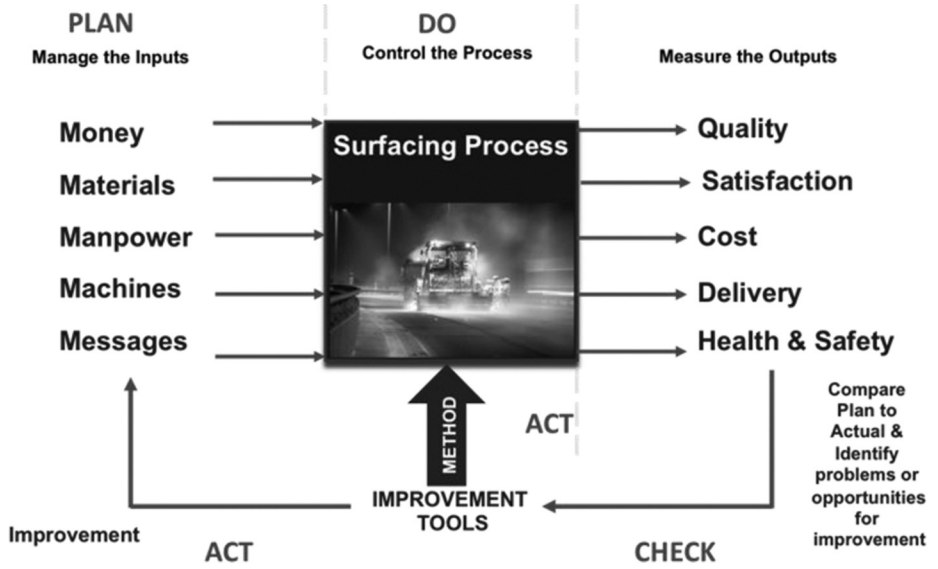 PLAN
Manage the Inputs
DO
Control the Process
Measure the Outputs
Money
Materials
Manpower
Machines
Messages
Surfacing Process
Quality
Satisfaction
Cost
Delivery
Health & Safety
METHOD
ACT
Compare
Plan to
Actual &
Identify
problems or
opportunities
for
improvement
IMPROVEMENT
TOOLS
Improvement
ACT
CHECK